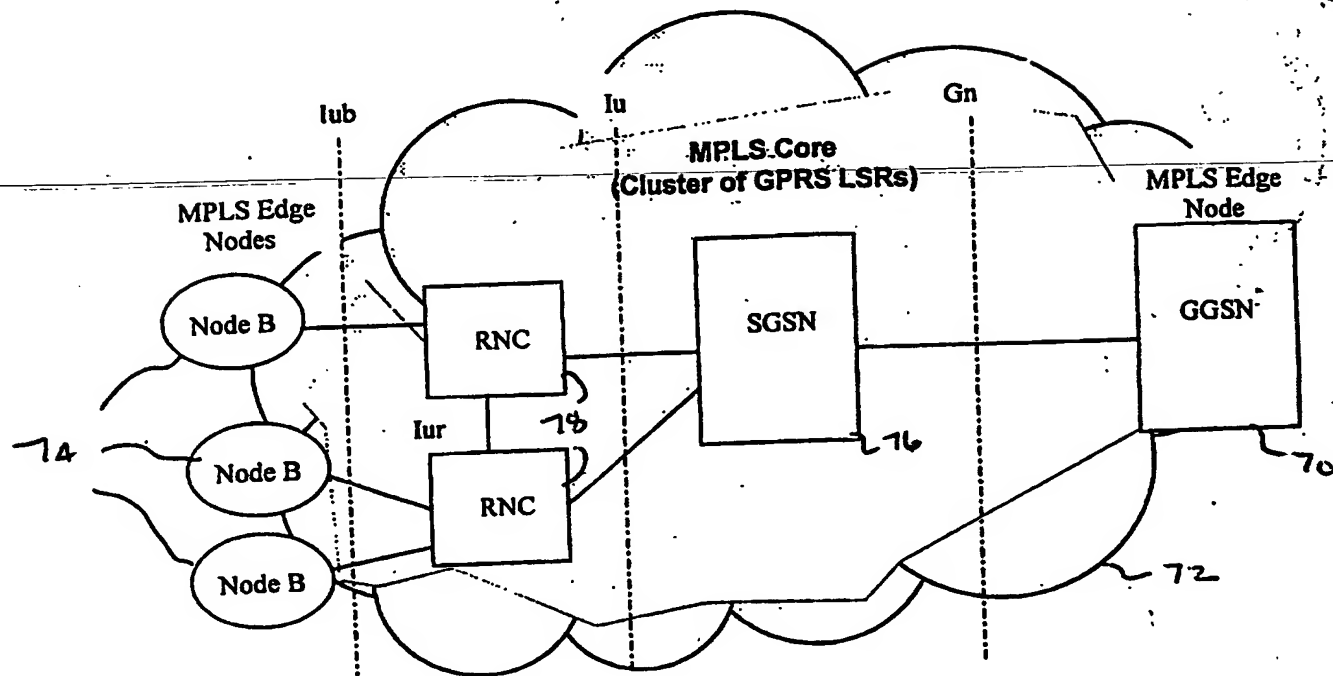 Iub
Iu
Gn
MPLS Core
(Cluster of GPRS LSRs)
MPLS Edge
Nodes
MPLS Edge
Node
Node B
RNC
SGSN
GGSN
78
Iur
76
74
70
Node B
RNC
Node B
72